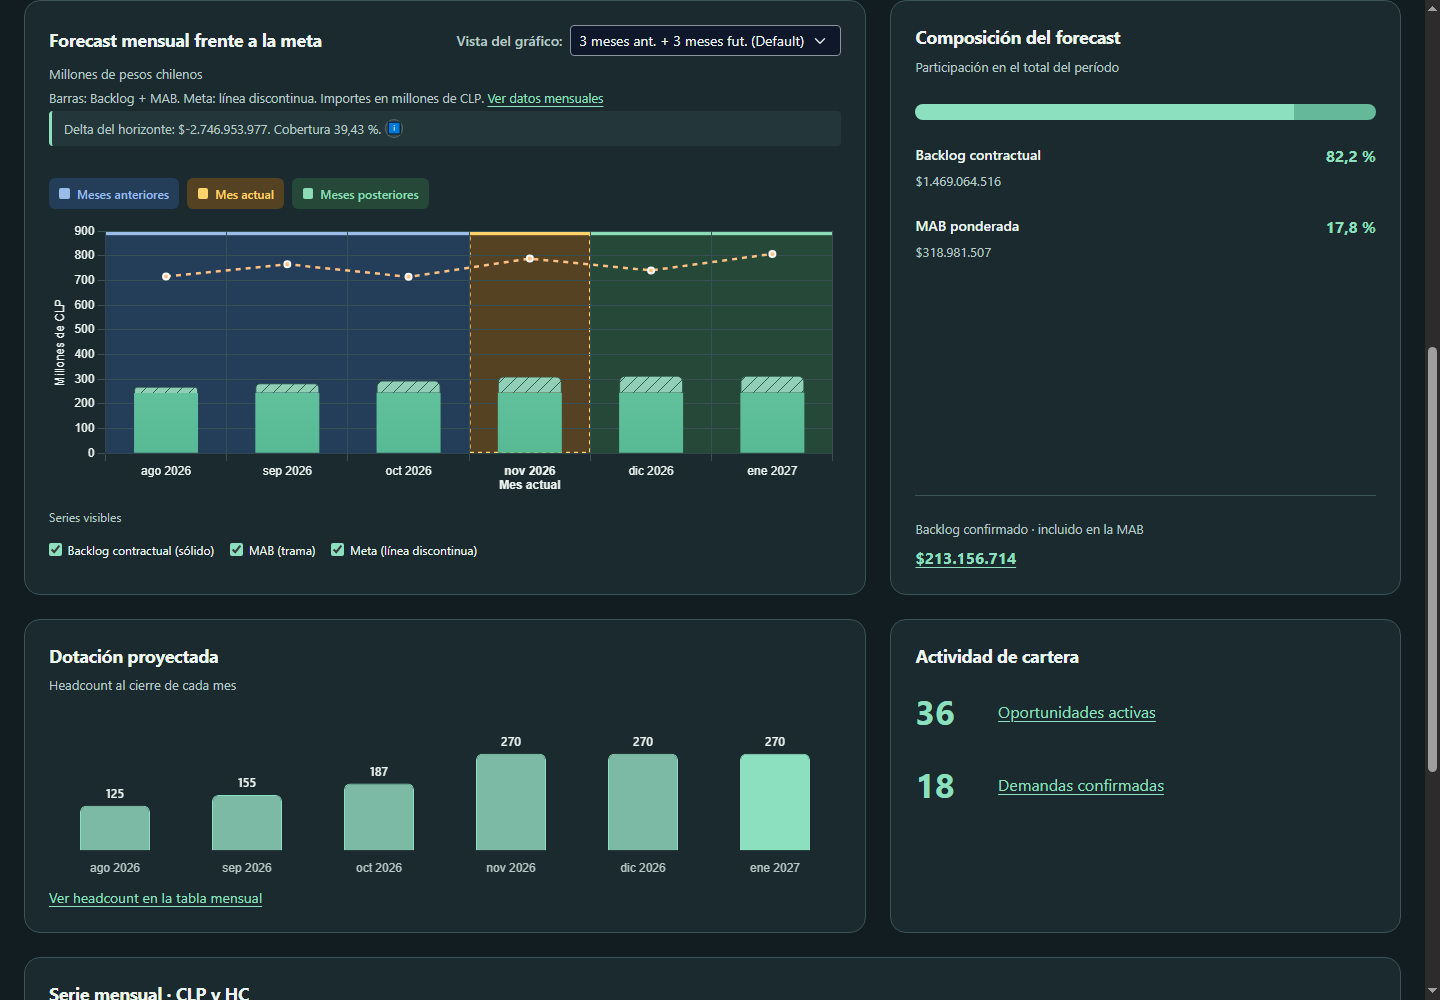 Forecast mensual frente a la meta
Vista del gráfico: 3 meses ant. + 3 meses fut. (Default)
Millones de pesos chilenos
Barras: Backlog + MAB. Meta: línea discontinua. Importes en millones de CLP. Ver datos mensuales
Delta del horizonte: $-2.746.953.977. Cobertura 39,43 %. i
Meses anteriores
Mes actual
Meses posteriores
Millones de CLP
900
800
700
600
500
400
300
200
100
0
ago 2026
sep 2026
oct 2026
nov 2026
Mes actual
dic 2026
ene 2027
Series visibles
Backlog contractual (sólido)
MAB (trama)
Meta (línea discontinua)
Composición del forecast
Participación en el total del período
Backlog contractual 82,2 %
$1.469.064.516
MAB ponderada 17,8 %
$318.981.507
Backlog confirmado · incluido en la MAB
$213.156.714
Dotación proyectada
Headcount al cierre de cada mes
125
155
187
270
270
270
ago 2026
sep 2026
oct 2026
nov 2026
dic 2026
ene 2027
Ver headcount en la tabla mensual
Actividad de cartera
36 Oportunidades activas
18 Demandas confirmadas
Serie mensual · CLP y HC